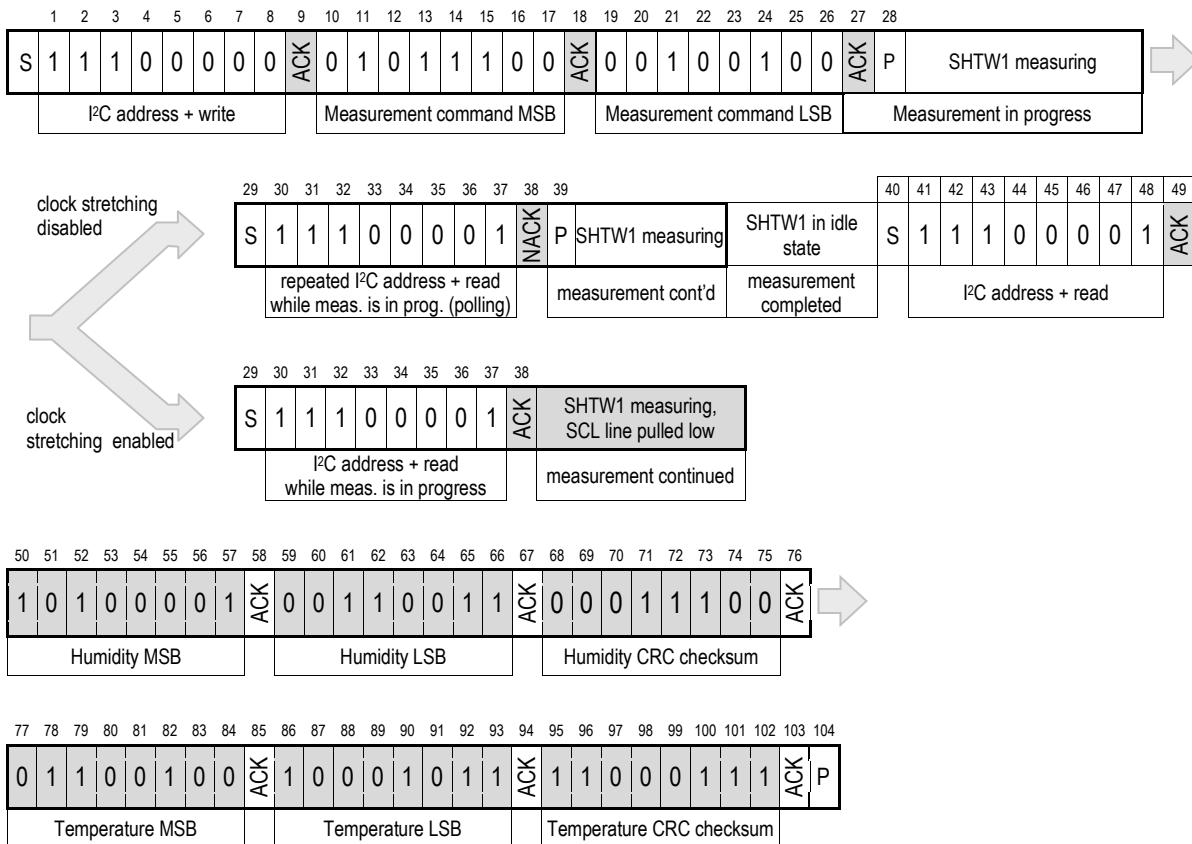 1 2 3 4 5 6 7 8 9 10 11 12 13 14 15 16 17 18 19 20 21 22 23 24 25 26 27 28
S 1 1 1 0 0 0 0 0 ACK 0 1 0 1 1 1 0 0 ACK 0 0 1 0 0 1 0 0 ACK P SHTW1 measuring
I²C address + write Measurement command MSB Measurement command LSB Measurement in progress
clock stretching
disabled
29 30 31 32 33 34 35 36 37 38 39 40 41 42 43 44 45 46 47 48 49
S 1 1 1 0 0 0 0 1 NACK P SHTW1 measuring SHTW1 in idle
state S 1 1 1 0 0 0 0 1 ACK
repeated I²C address + read
while meas. is in prog. (polling)
measurement cont'd
measurement
completed
I²C address + read
clock
stretching enabled
29 30 31 32 33 34 35 36 37 38
S 1 1 1 0 0 0 0 1 ACK SHTW1 measuring,
SCL line pulled low
I²C address + read
while meas. is in progress
measurement continued
50 51 52 53 54 55 56 57 58 59 60 61 62 63 64 65 66 67 68 69 70 71 72 73 74 75 76
1 0 1 0 0 0 0 1 ACK 0 0 1 1 0 0 1 1 ACK 0 0 0 1 1 1 0 0 ACK
Humidity MSB Humidity LSB Humidity CRC checksum
77 78 79 80 81 82 83 84 85 86 87 88 89 90 91 92 93 94 95 96 97 98 99 100 101 102 103 104
0 1 1 0 0 1 0 0 ACK 1 0 0 0 1 0 1 1 ACK 1 1 0 0 0 1 1 1 ACK P
Temperature MSB Temperature LSB Temperature CRC checksum